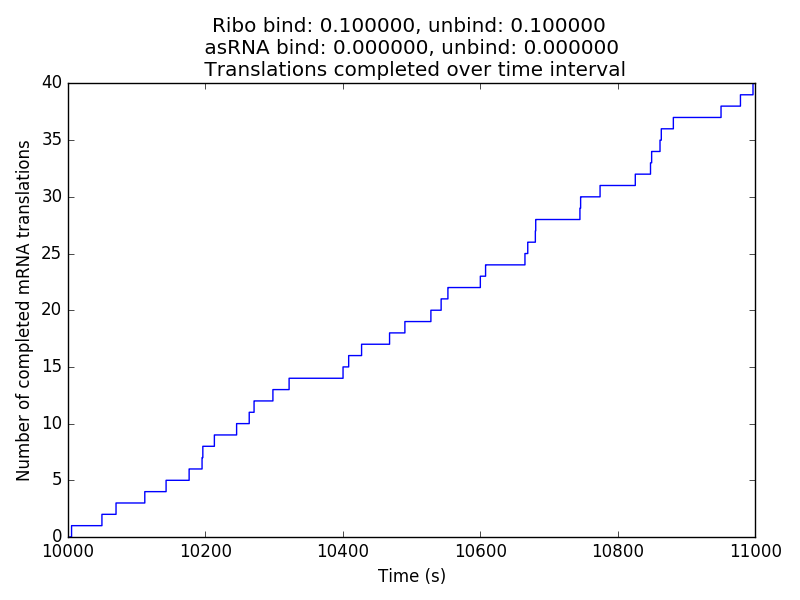 Ribo bind: 0.100000, unbind: 0.100000
asRNA bind: 0.000000, unbind: 0.000000
Translations completed over time interval
Number of completed mRNA translations
40
35
30
25
20
15
10
5
0
10000 10200 10400 10600 10800 11000
Time (s)